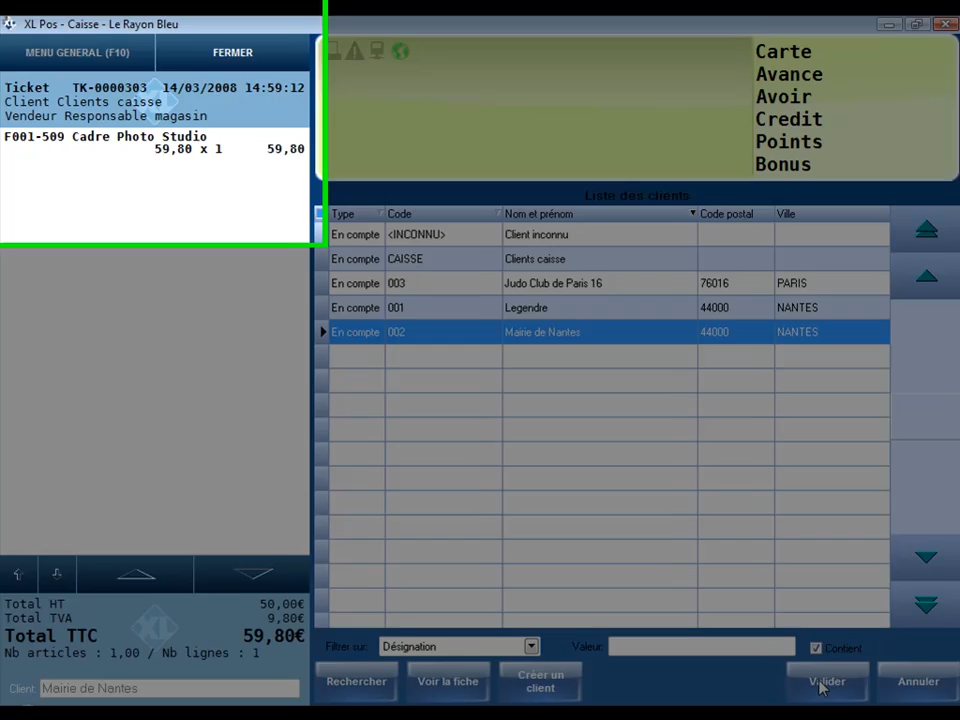 XL Pos - Caisse - Le Rayon Bleu
MENU GENERAL (F10) FERMER
Ticket TK-0000303 14/03/2008 14:59:12
Client Clients caisse
Vendeur Responsable magasin
F001-509 Cadre Photo Studio
59,80 x 1 59,80
Carte
Avance
Avoir
Credit
Points
Bonus
Liste des clients
Type Code Nom et prénom Code postal Ville
En compte <INCONNU> Client inconnu
En compte CAISSE Clients caisse
En compte 003 Judo Club de Paris 16 76016 PARIS
En compte 001 Legendre 44000 NANTES
En compte 002 Mairie de Nantes 44000 NANTES
Total HT 50,00€
Total TVA 9,80€
Total TTC 59,80€
Nb articles : 1,00 / Nb lignes : 1
Client: Mairie de Nantes
Filtrer sur: Désignation Valeur: Contient
Rechercher Voir la fiche Créer un client Valider Annuler